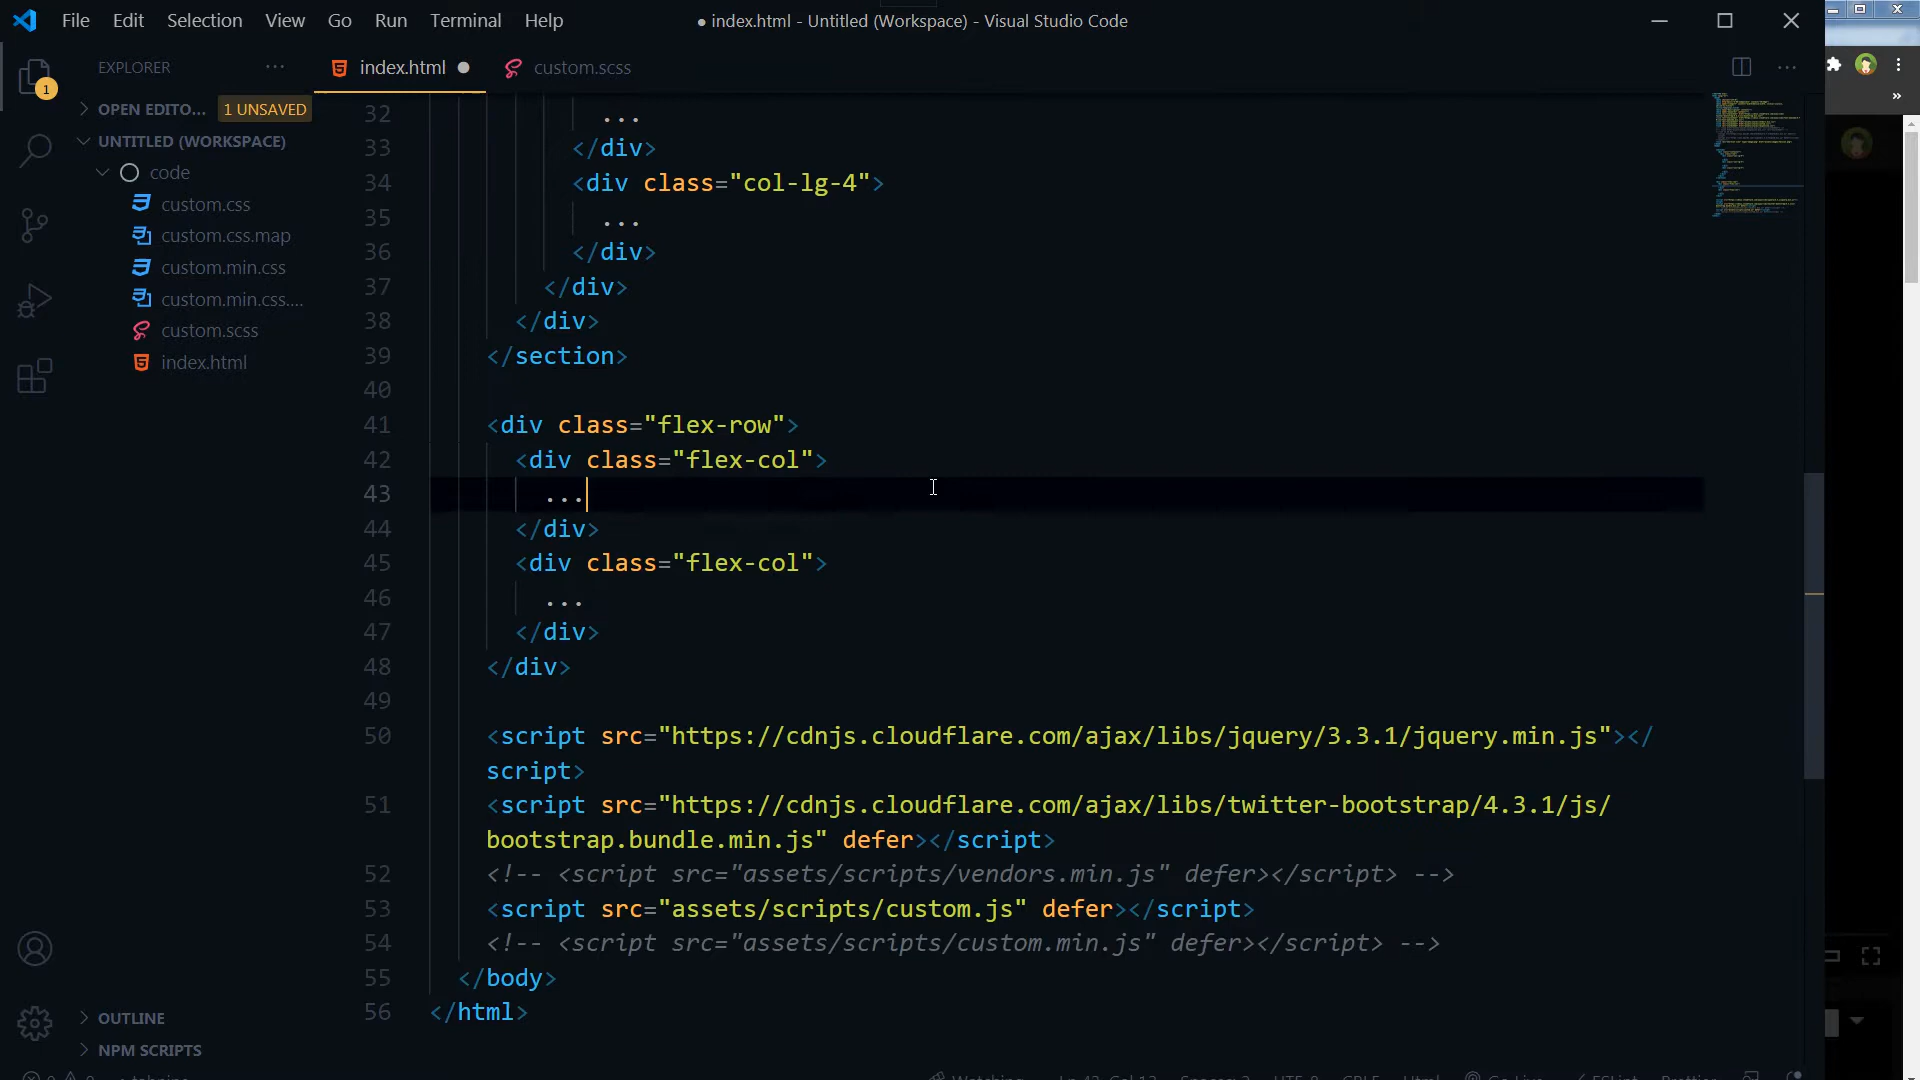 File Edit Selection View Go Run Terminal Help
● index.html - Untitled (Workspace) - Visual Studio Code
EXPLORER
index.html
custom.scss
1
OPEN EDITO... 1 UNSAVED
UNTITLED (WORKSPACE)
code
custom.css
custom.css.map
custom.min.css
custom.min.css....
custom.scss
index.html
OUTLINE
NPM SCRIPTS
32 ...
33 </div>
34 <div class="col-lg-4">
35 ...
36 </div>
37 </div>
38 </div>
39 </section>
40
41 <div class="flex-row">
42 <div class="flex-col">
43 ...
44 </div>
45 <div class="flex-col">
46 ...
47 </div>
48 </div>
49
50 <script src="https://cdnjs.cloudflare.com/ajax/libs/jquery/3.3.1/jquery.min.js"></
script>
51 <script src="https://cdnjs.cloudflare.com/ajax/libs/twitter-bootstrap/4.3.1/js/
bootstrap.bundle.min.js" defer></script>
52 <!-- <script src="assets/scripts/vendors.min.js" defer></script> -->
53 <script src="assets/scripts/custom.js" defer></script>
54 <!-- <script src="assets/scripts/custom.min.js" defer></script> -->
55 </body>
56 </html>